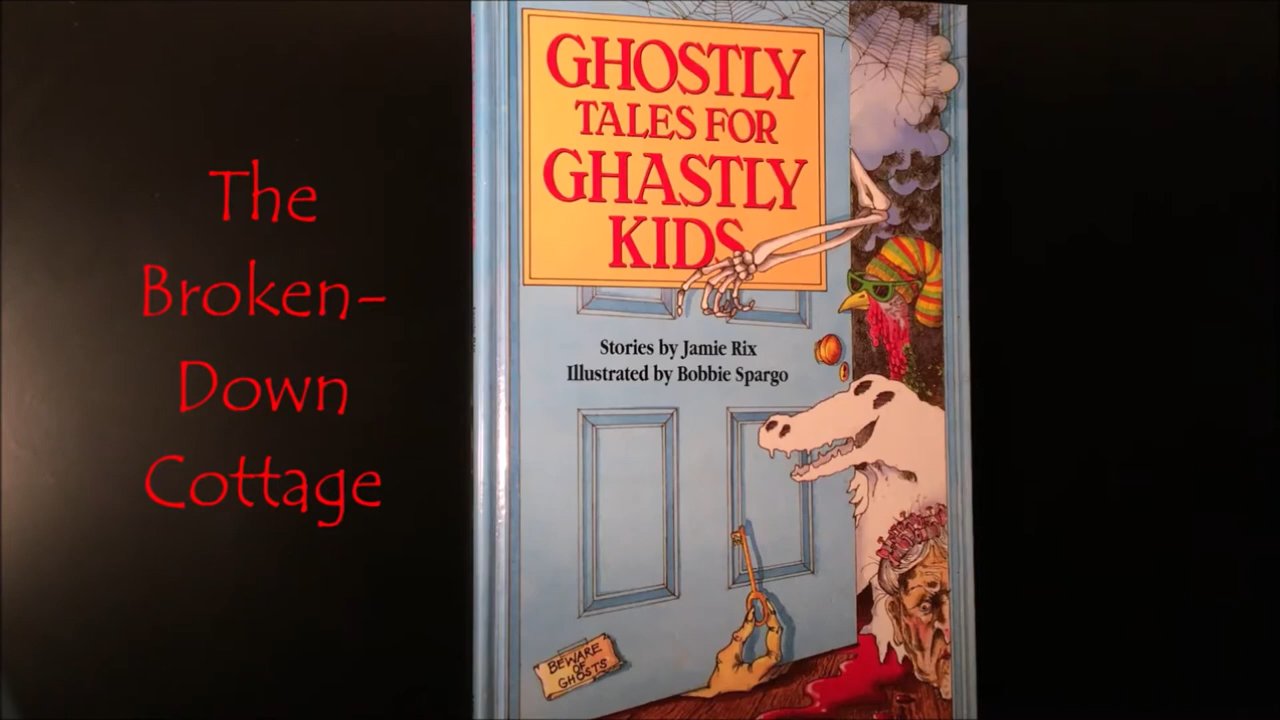 The
Broken-
Down
Cottage
GHOSTLY
TALES FOR
GHASTLY
KIDS
Stories by Jamie Rix
Illustrated by Bobbie Spargo
BEWARE
OF
GHOSTS